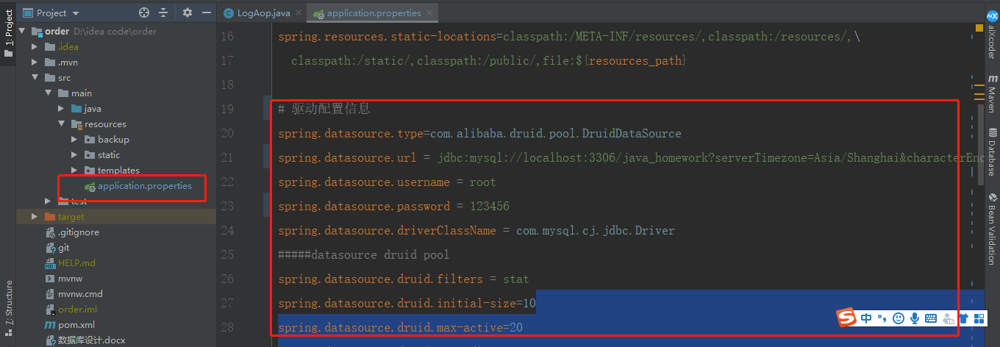 Project
LogAop.java
application.properties
1: Project
order D:\idea code\order
.idea
.mvn
src
main
java
resources
backup
static
templates
application.properties
test
target
.gitignore
git
HELP.md
mvnw
mvnw.cmd
order.iml
pom.xml
数据库设计.docx
7: Structure
16 spring.resources.static-locations=classpath:/META-INF/resources/,classpath:/resources/,\
17 classpath:/static/,classpath:/public/,file:${resources_path}
18
19 # 驱动配置信息
20 spring.datasource.type=com.alibaba.druid.pool.DruidDataSource
21 spring.datasource.url = jdbc:mysql://localhost:3306/java_homework?serverTimezone=Asia/Shanghai&characterEnc
22 spring.datasource.username = root
23 spring.datasource.password = 123456
24 spring.datasource.driverClassName = com.mysql.cj.jdbc.Driver
25 #####datasource druid pool
26 spring.datasource.druid.filters = stat
27 spring.datasource.druid.initial-size=10
28 spring.datasource.druid.max-active=20
aiXcoder
Maven
Database
Bean Validation
中